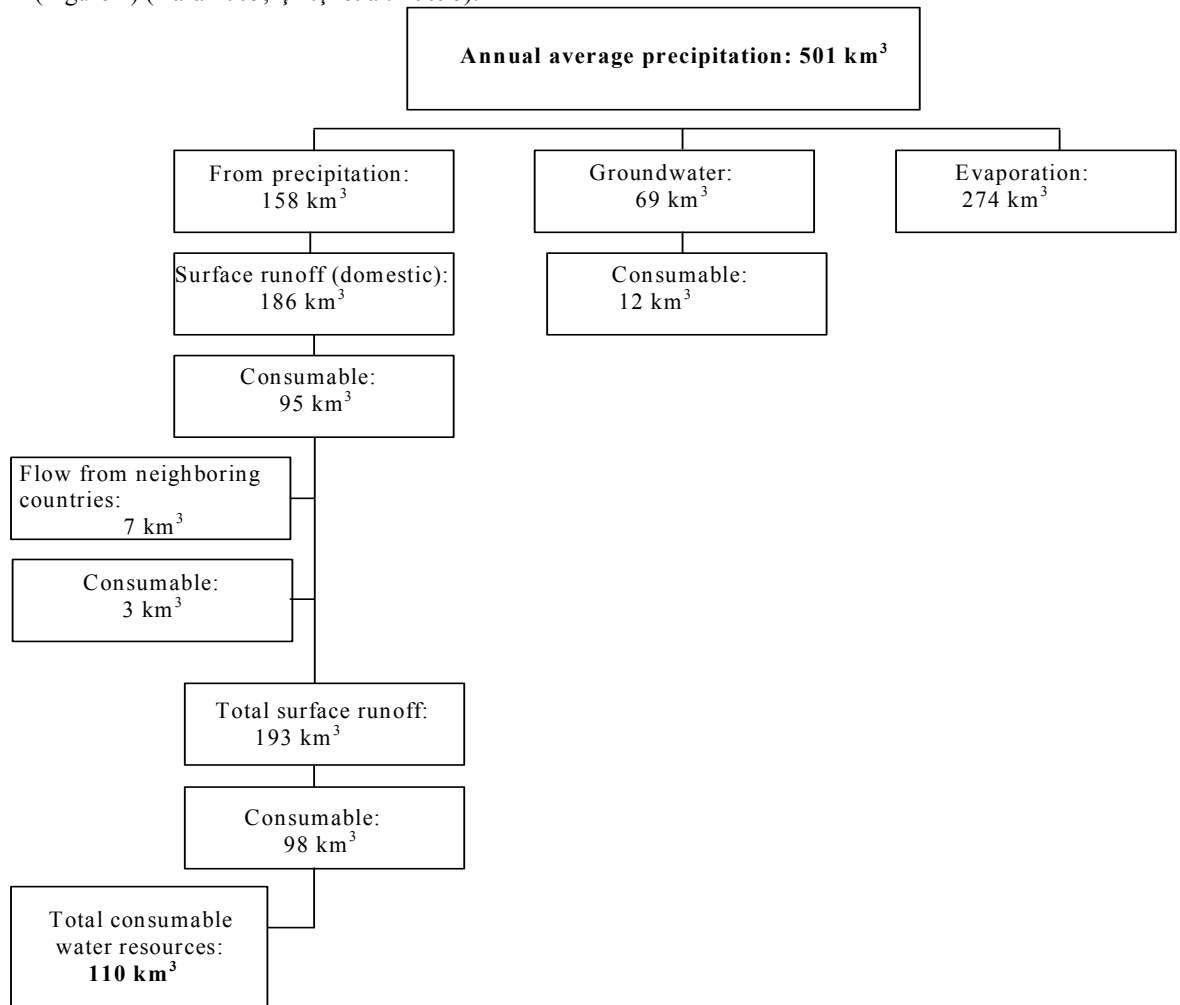 Annual average precipitation: 501 km³
From precipitation:
158 km³
Groundwater:
69 km³
Evaporation:
274 km³
Surface runoff (domestic):
186 km³
Consumable:
12 km³
Consumable:
95 km³
Flow from neighboring
countries:
7 km³
Consumable:
3 km³
Total surface runoff:
193 km³
Consumable:
98 km³
Total consumable
water resources:
110 km³